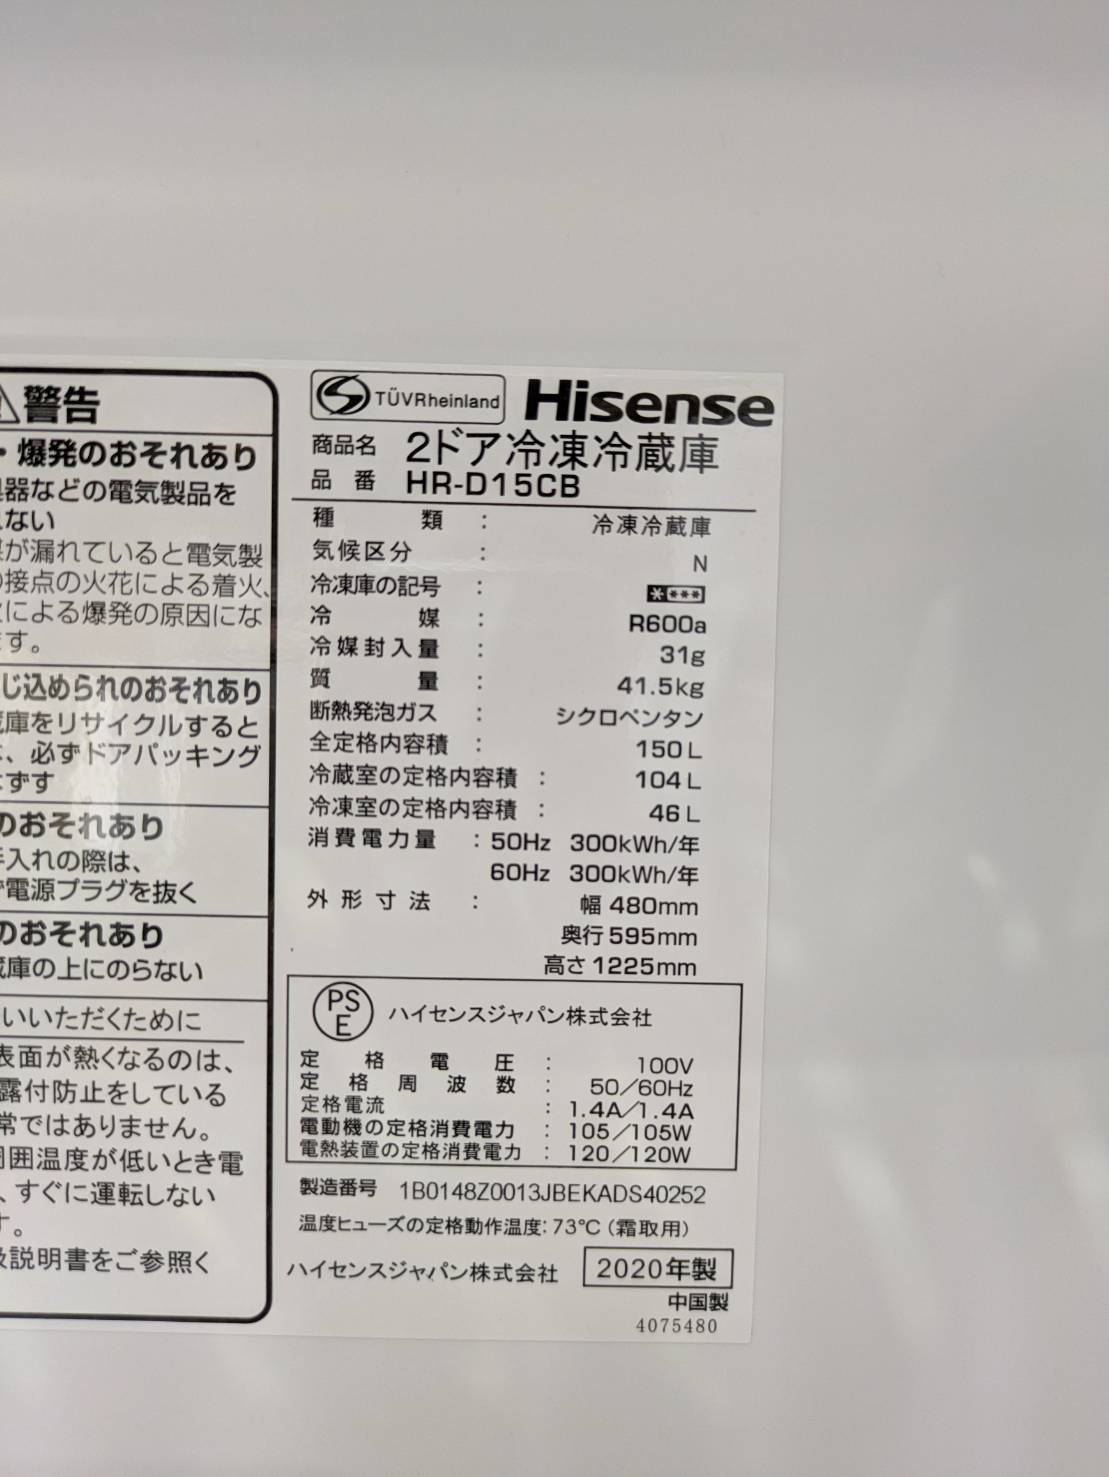 警告
・爆発のおそれあり
器などの電気製品を
ない
が漏れていると電気製
接点の火花による着火、
による爆発の原因にな
す。
じ込められのおそれあり
庫をリサイクルすると
、必ずドアパッキング
ずす
のおそれあり
手入れの際は、
電源プラグを抜く
のおそれあり
蔵庫の上にのらない
いいただくために
表面が熱くなるのは、
露付防止をしている
常ではありません。
周囲温度が低いとき電
、すぐに運転しない
す。
扱説明書をご参照く
TÜVRheinland Hisense
商品名 2ドア冷凍冷蔵庫
品番 HR-D15CB
種類 : 冷凍冷蔵庫
気候区分 : N
冷凍庫の記号 : ****
冷媒 : R600a
冷媒封入量 : 31g
質量 : 41.5kg
断熱発泡ガス : シクロペンタン
全定格内容積 : 150L
冷蔵室の定格内容積 : 104L
冷凍室の定格内容積 : 46L
消費電力量 : 50Hz 300kWh/年
60Hz 300kWh/年
外形寸法 : 幅 480mm
奥行 595mm
高さ 1225mm
PSE ハイセンスジャパン株式会社
定格電圧 : 100V
定格周波数 : 50/60Hz
定格電流 : 1.4A/1.4A
電動機の定格消費電力 : 105/105W
電熱装置の定格消費電力 : 120/120W
製造番号 1B0148Z0013JBEKADS40252
温度ヒューズの定格動作温度:73℃(霜取用)
ハイセンスジャパン株式会社 2020年製
中国製
4075480